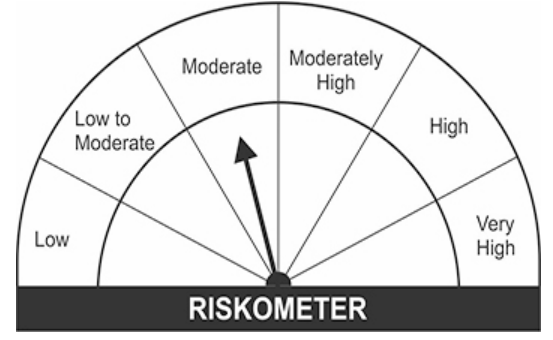 Low
Low to
Moderate
Moderate
Moderately
High
High
Very
High
RISKOMETER